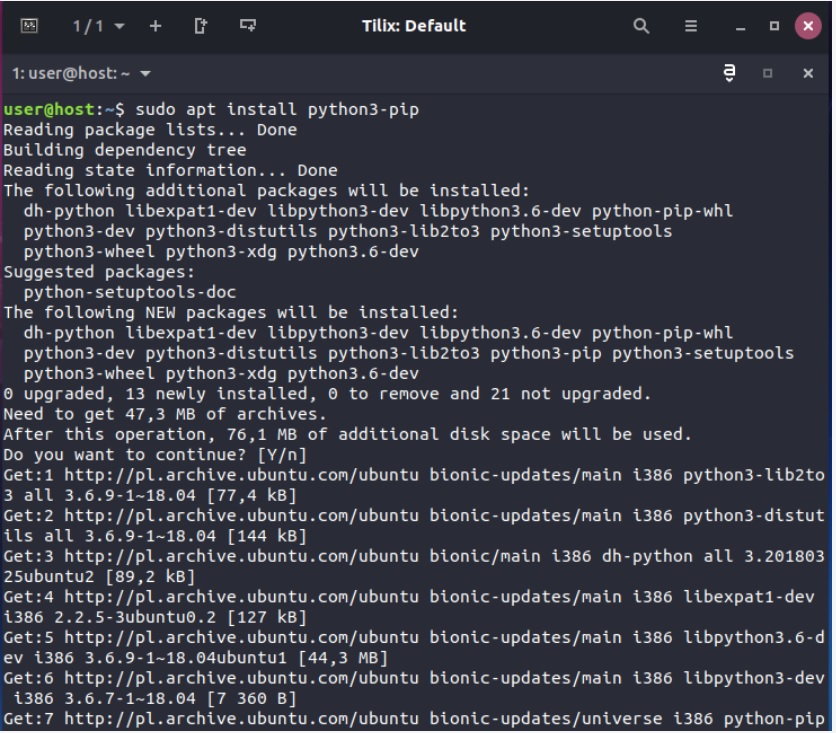 1/1
Tilix: Default
1: user@host: ~
user@host:~$ sudo apt install python3-pip
Reading package lists... Done
Building dependency tree
Reading state information... Done
The following additional packages will be installed:
  dh-python libexpat1-dev libpython3-dev libpython3.6-dev python-pip-whl
  python3-dev python3-distutils python3-lib2to3 python3-setuptools
  python3-wheel python3-xdg python3.6-dev
Suggested packages:
  python-setuptools-doc
The following NEW packages will be installed:
  dh-python libexpat1-dev libpython3-dev libpython3.6-dev python-pip-whl
  python3-dev python3-distutils python3-lib2to3 python3-pip python3-setuptools
  python3-wheel python3-xdg python3.6-dev
0 upgraded, 13 newly installed, 0 to remove and 21 not upgraded.
Need to get 47,3 MB of archives.
After this operation, 76,1 MB of additional disk space will be used.
Do you want to continue? [Y/n]
Get:1 http://pl.archive.ubuntu.com/ubuntu bionic-updates/main i386 python3-lib2to
3 all 3.6.9-1~18.04 [77,4 kB]
Get:2 http://pl.archive.ubuntu.com/ubuntu bionic-updates/main i386 python3-distut
ils all 3.6.9-1~18.04 [144 kB]
Get:3 http://pl.archive.ubuntu.com/ubuntu bionic/main i386 dh-python all 3.201803
25ubuntu2 [89,2 kB]
Get:4 http://pl.archive.ubuntu.com/ubuntu bionic-updates/main i386 libexpat1-dev
i386 2.2.5-3ubuntu0.2 [127 kB]
Get:5 http://pl.archive.ubuntu.com/ubuntu bionic-updates/main i386 libpython3.6-d
ev i386 3.6.9-1~18.04ubuntu1 [44,3 MB]
Get:6 http://pl.archive.ubuntu.com/ubuntu bionic-updates/main i386 libpython3-dev
 i386 3.6.7-1~18.04 [7 360 B]
Get:7 http://pl.archive.ubuntu.com/ubuntu bionic-updates/universe i386 python-pip